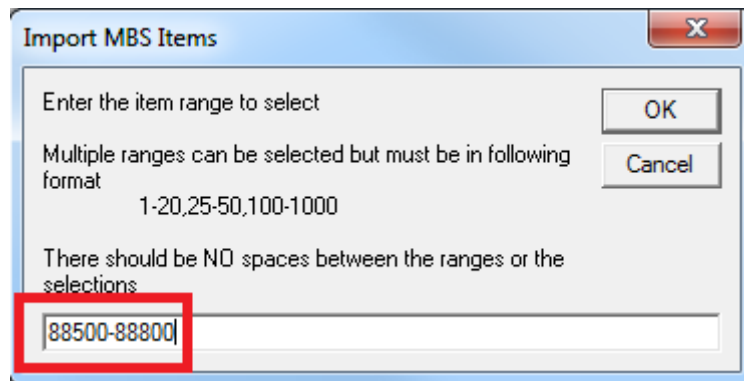 Import MBS Items
Enter the item range to select
OK
Multiple ranges can be selected but must be in following
format
Cancel
1-20,25-50,100-1000
There should be NO spaces between the ranges or the
selections
88500-88800